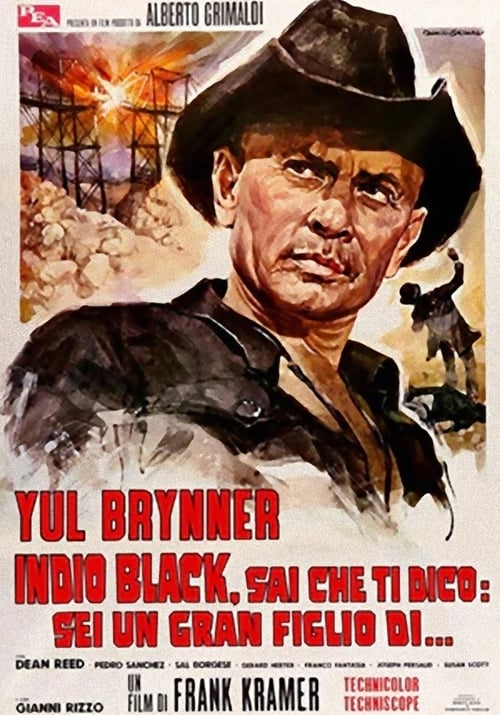 PEA
PRESENTA UN FILM PRODOTTO DA ALBERTO GRIMALDI
YUL BRYNNER
INDIO BLACK, SAI CHE TI DICO:
SEI UN GRAN FIGLIO DI...
CON
DEAN REED • PEDRO SANCHEZ • SAL BORGESE • GERARD HERTER • FRANCO FANTASIA • JOSEPH PERSAUD • SUSAN SCOTT
E CON GIANNI RIZZO
UN FILM DI FRANK KRAMER
TECHNICOLOR
TECHNISCOPE